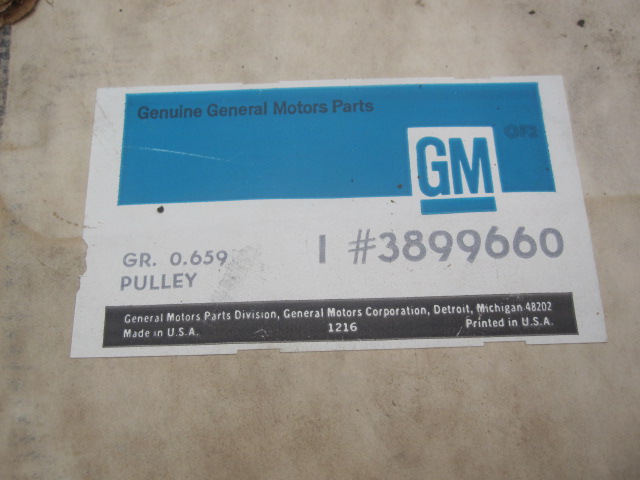 Genuine General Motors Parts
GF2
GM
GR. 0.659
PULLEY
1 #3899660
General Motors Parts Division, General Motors Corporation, Detroit, Michigan 48202
Made in U.S.A.
1216
Printed in U.S.A.